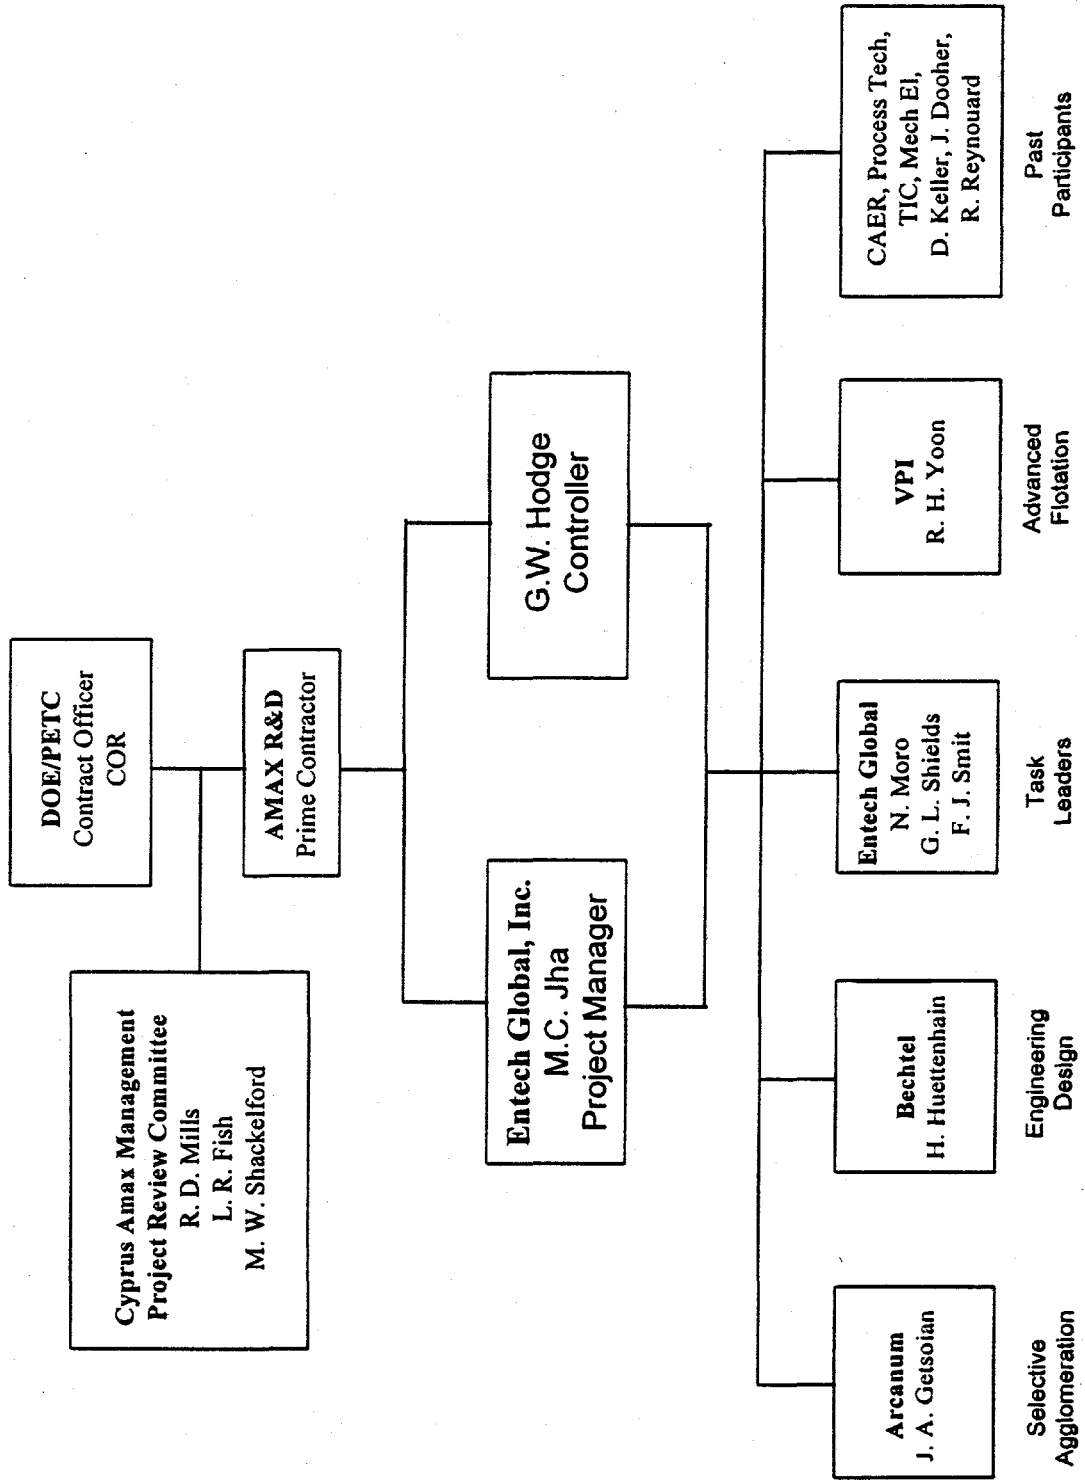 DOE/PETC
Contract Officer
COR
Cyprus Amax Management
Project Review Committee
R. D. Mills
L. R. Fish
M. W. Shackelford
AMAX R&D
Prime Contractor
Entech Global, Inc.
M.C. Jha
Project Manager
G.W. Hodge
Controller
Arcanum
J. A. Getsoian
Selective
Agglomeration
Bechtel
H. Huettenhain
Engineering
Design
Entech Global
N. Moro
G. L. Shields
F. J. Smit
Task
Leaders
VPI
R. H. Yoon
Advanced
Flotation
CAER, Process Tech,
TIC, Mech El,
D. Keller, J. Dooher,
R. Reynouard
Past
Participants